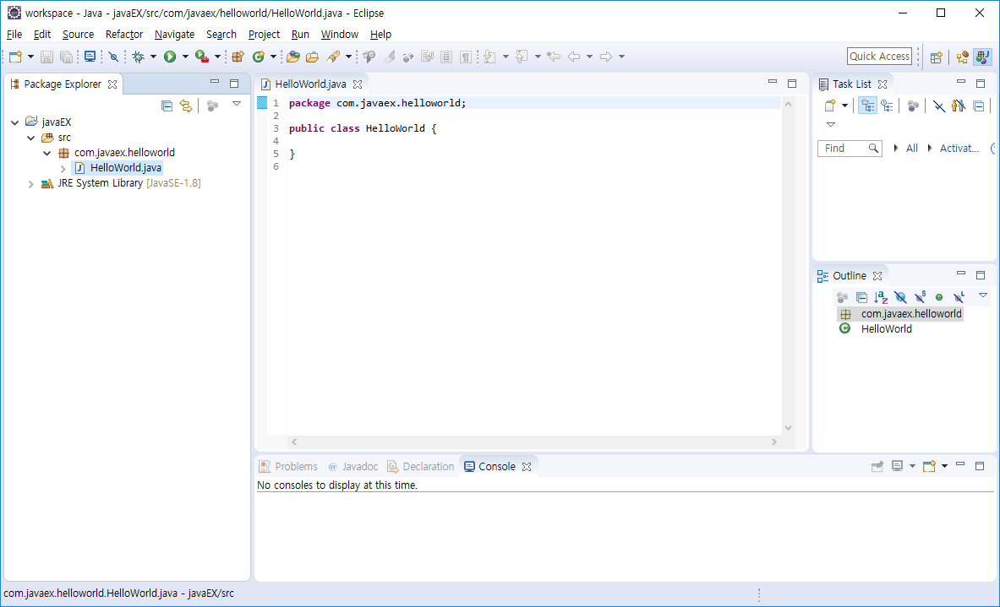 workspace - Java - javaEX/src/com/javaex/helloworld/HelloWorld.java - Eclipse
File Edit Source Refactor Navigate Search Project Run Window Help
Quick Access
Package Explorer
javaEX
src
com.javaex.helloworld
HelloWorld.java
JRE System Library [JavaSE-1.8]
HelloWorld.java
1 package com.javaex.helloworld;
2
3 public class HelloWorld {
4
5 }
6
Task List
Find All Activat...
Outline
com.javaex.helloworld
HelloWorld
Problems @ Javadoc Declaration Console
No consoles to display at this time.
com.javaex.helloworld.HelloWorld.java - javaEX/src